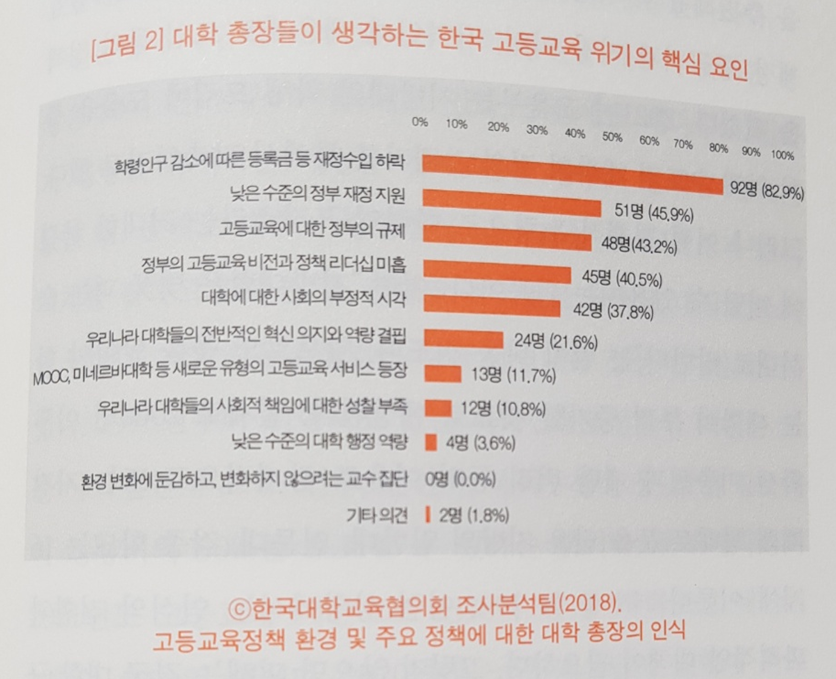 [그림 2] 대학 총장들이 생각하는 한국 고등교육 위기의 핵심 요인
0% 10% 20% 30% 40% 50% 60% 70% 80% 90% 100%
학령인구 감소에 따른 등록금 등 재정수입 하락 92명 (82.9%)
낮은 수준의 정부 재정 지원 51명 (45.9%)
고등교육에 대한 정부의 규제 48명(43.2%)
정부의 고등교육 비전과 정책 리더십 미흡 45명 (40.5%)
대학에 대한 사회의 부정적 시각 42명 (37.8%)
우리나라 대학들의 전반적인 혁신 의지와 역량 결핍 24명 (21.6%)
MOOC, 미네르바대학 등 새로운 유형의 고등교육 서비스 등장 13명 (11.7%)
우리나라 대학들의 사회적 책임에 대한 성찰 부족 12명 (10.8%)
낮은 수준의 대학 행정 역량 4명 (3.6%)
환경 변화에 둔감하고, 변화하지 않으려는 교수 집단 0명 (0.0%)
기타 의견 2명 (1.8%)
ⓒ한국대학교육협의회 조사분석팀(2018).
고등교육정책 환경 및 주요 정책에 대한 대학 총장의 인식